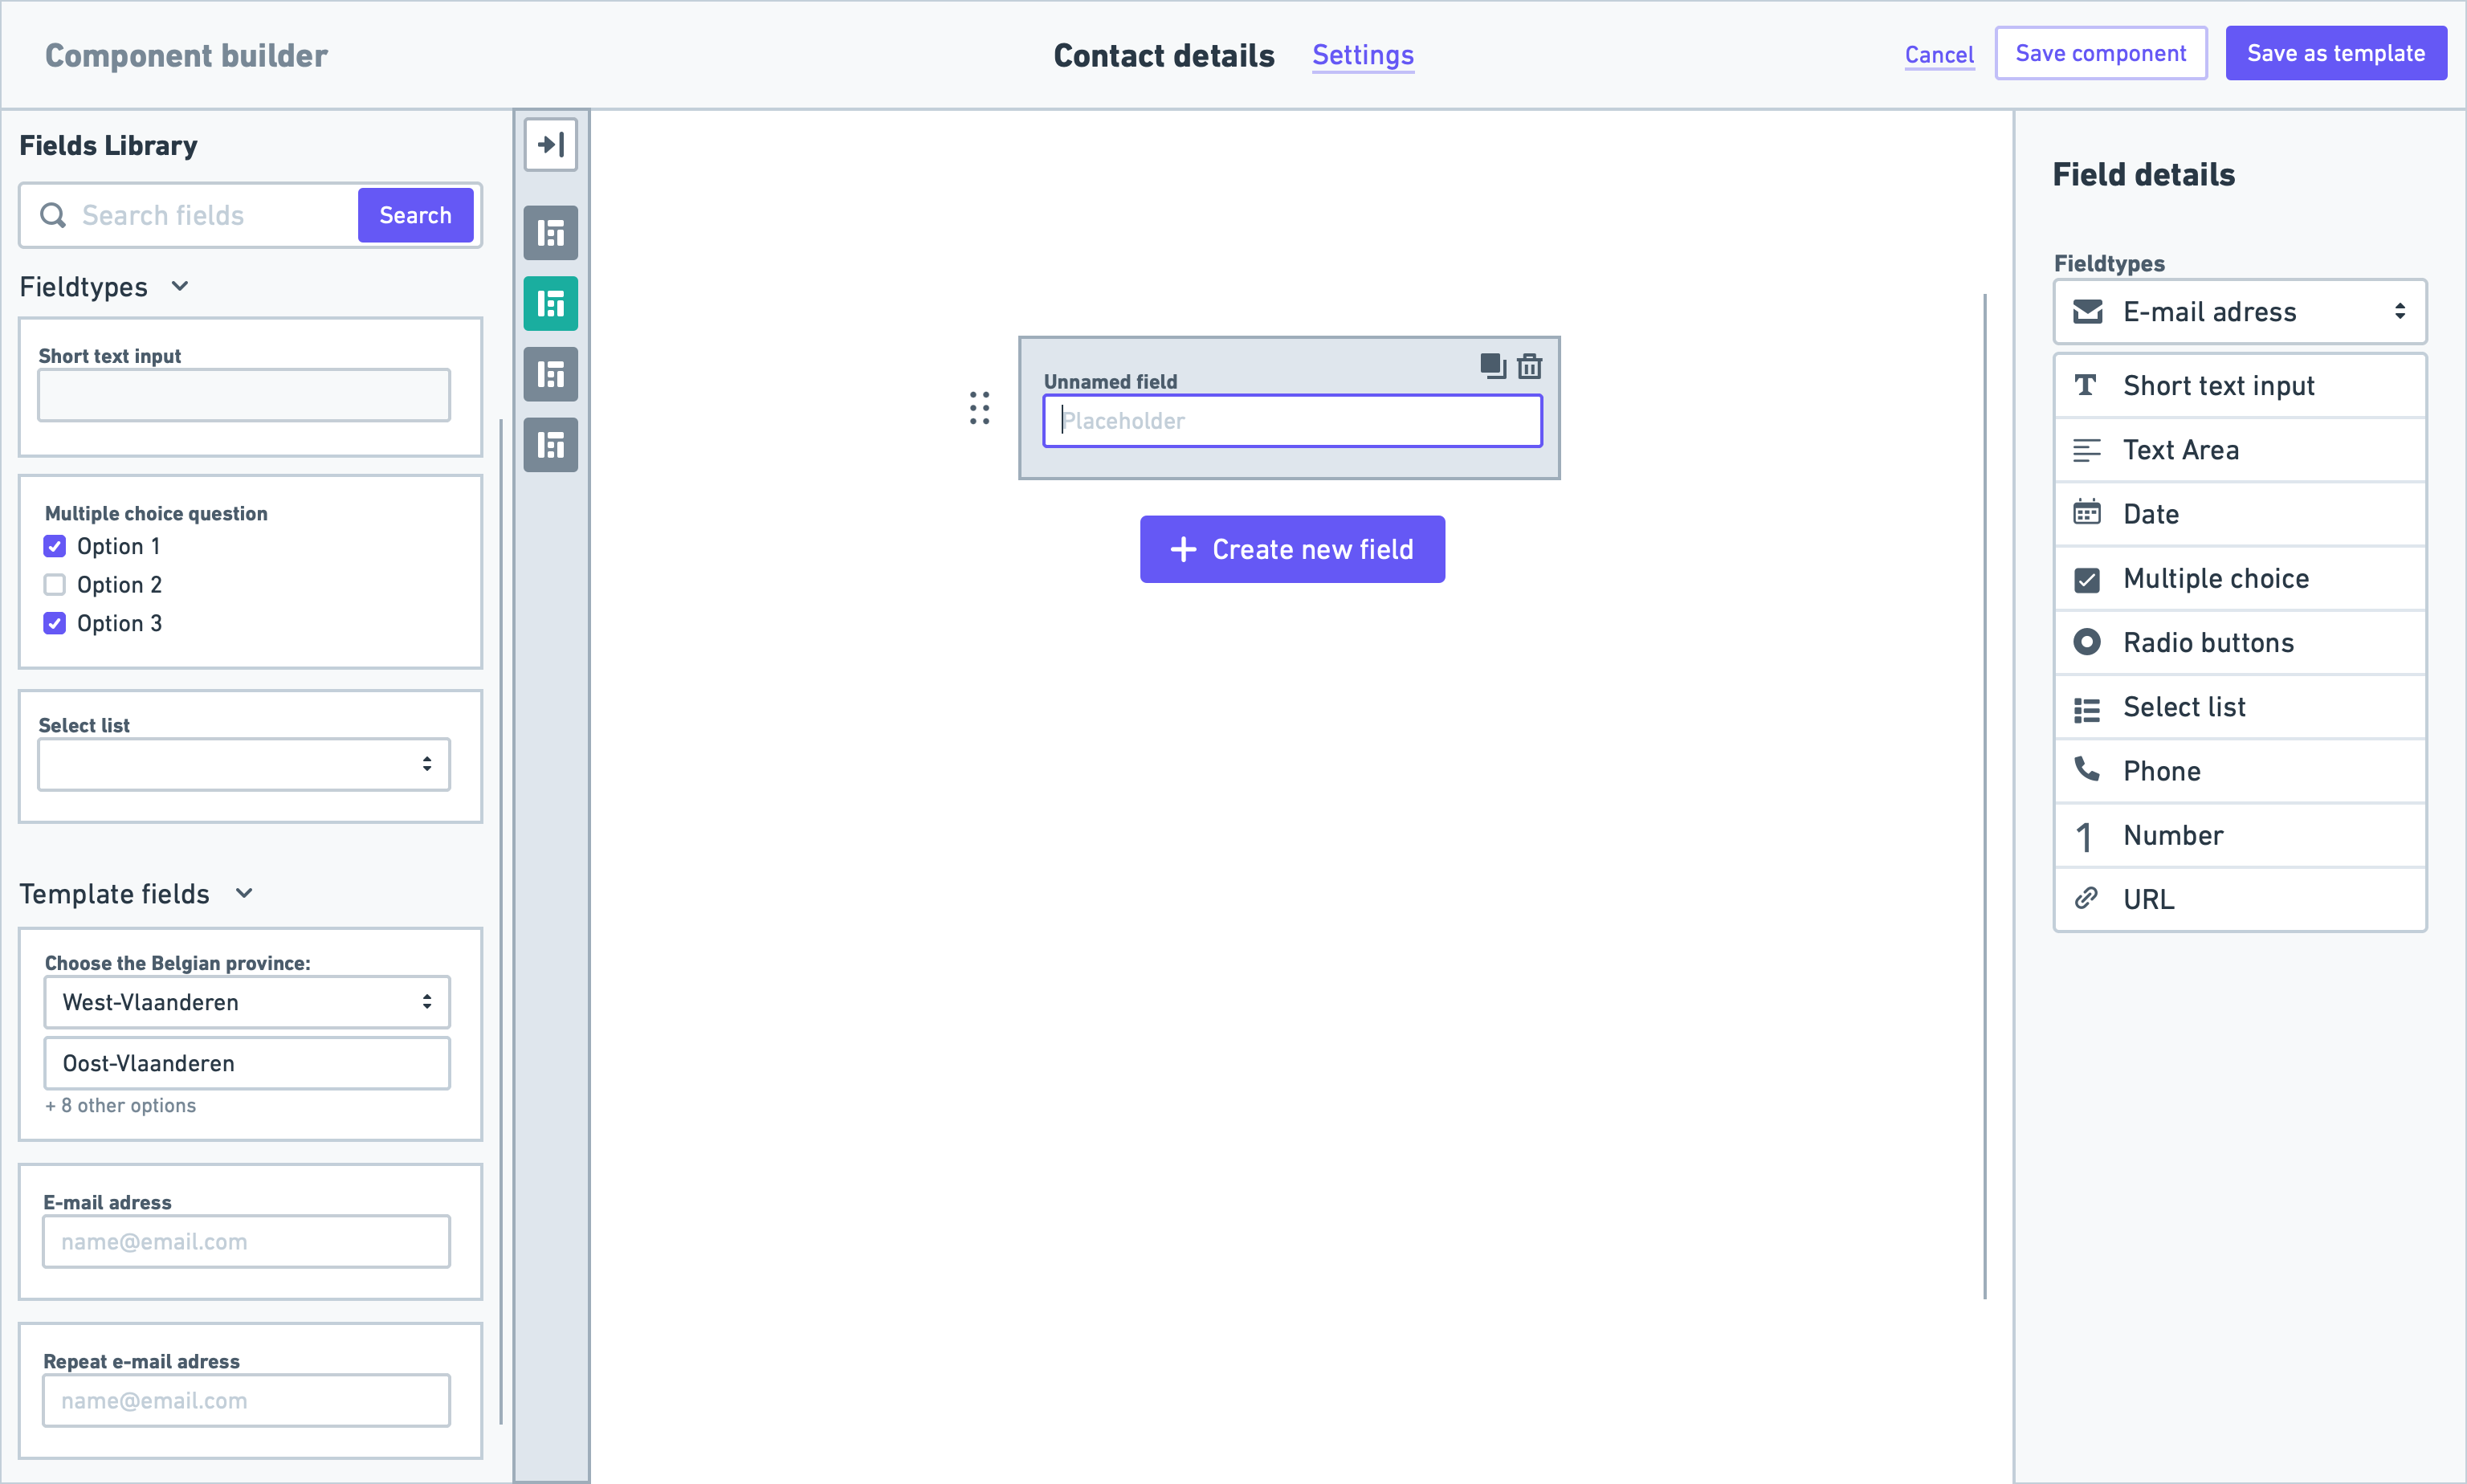 Component builder
Contact details
Settings
Cancel
Save component
Save as template
Fields Library
Search fields
Search
Fieldtypes
Short text input
Multiple choice question
Option 1
Option 2
Option 3
Select list
Template fields
Choose the Belgian province:
West-Vlaanderen
Oost-Vlaanderen
+ 8 other options
E-mail adress
name@email.com
Repeat e-mail adress
name@email.com
Unnamed field
Placeholder
Create new field
Field details
Fieldtypes
E-mail adress
Short text input
Text Area
Date
Multiple choice
Radio buttons
Select list
Phone
Number
URL